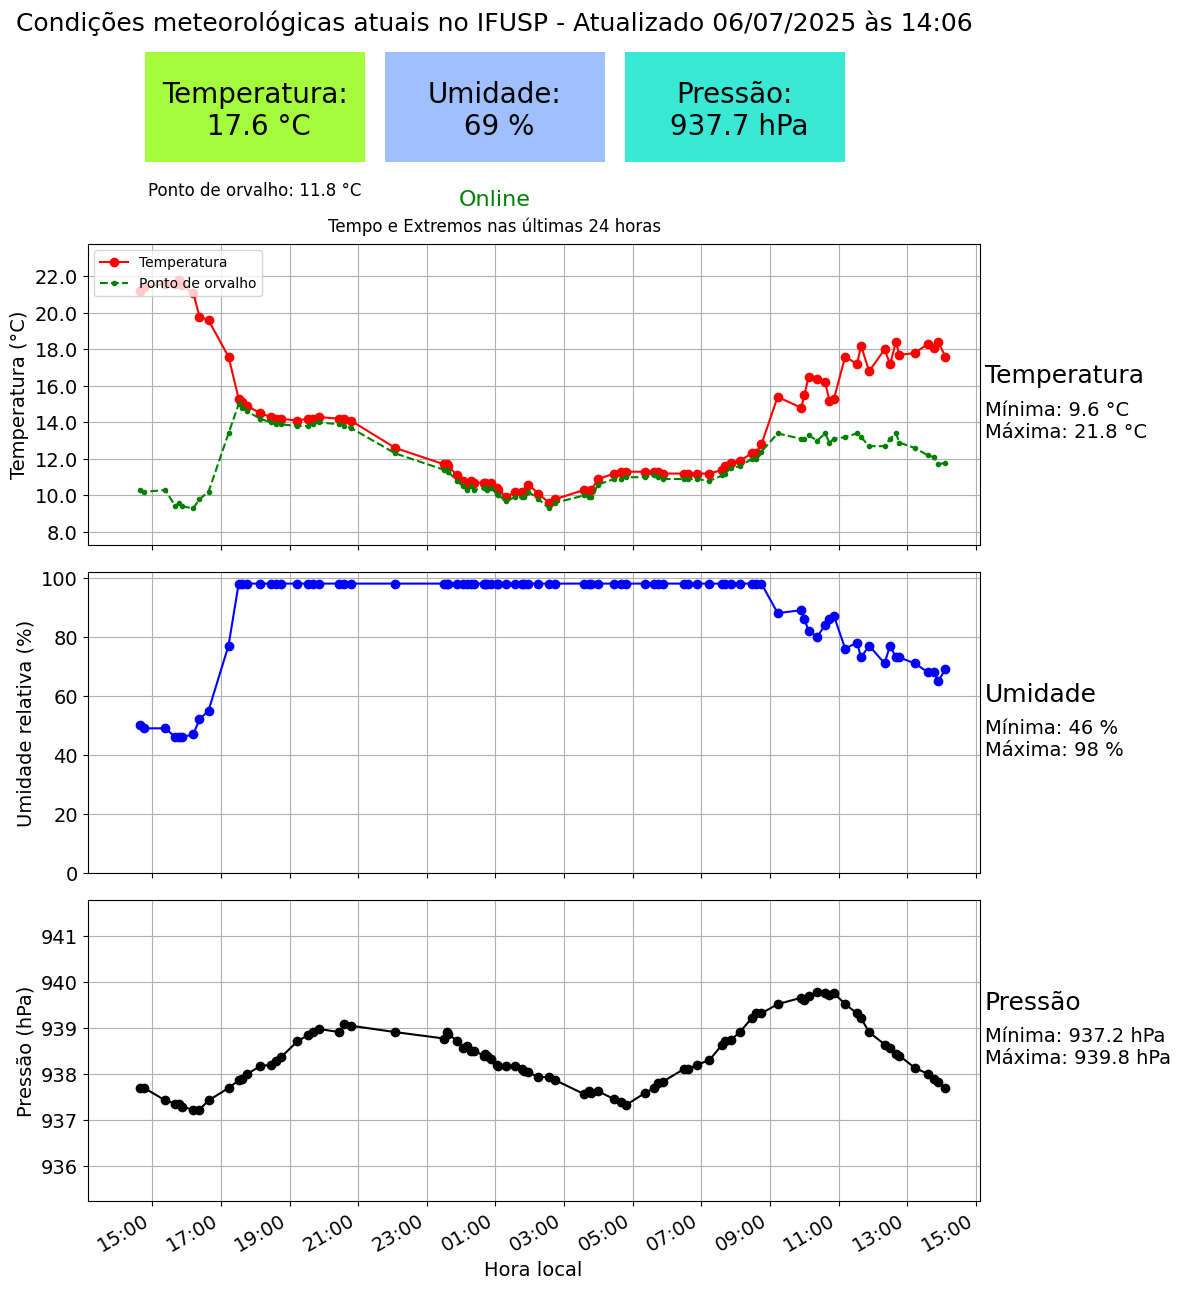 Condições meteorológicas atuais no IFUSP - Atualizado 06/07/2025 às 14:06
Temperatura:
17.6 °C
Umidade:
69 %
Pressão:
937.7 hPa
Ponto de orvalho: 11.8 °C
Online
Tempo e Extremos nas últimas 24 horas
Temperatura
Ponto de orvalho
Temperatura (°C)
22.0
20.0
18.0
16.0
14.0
12.0
10.0
8.0
Temperatura
Mínima: 9.6 °C
Máxima: 21.8 °C
Umidade relativa (%)
100
80
60
40
20
0
Umidade
Mínima: 46 %
Máxima: 98 %
Pressão (hPa)
941
940
939
938
937
936
Pressão
Mínima: 937.2 hPa
Máxima: 939.8 hPa
15:00 17:00 19:00 21:00 23:00 01:00 03:00 05:00 07:00 09:00 11:00 13:00 15:00
Hora local